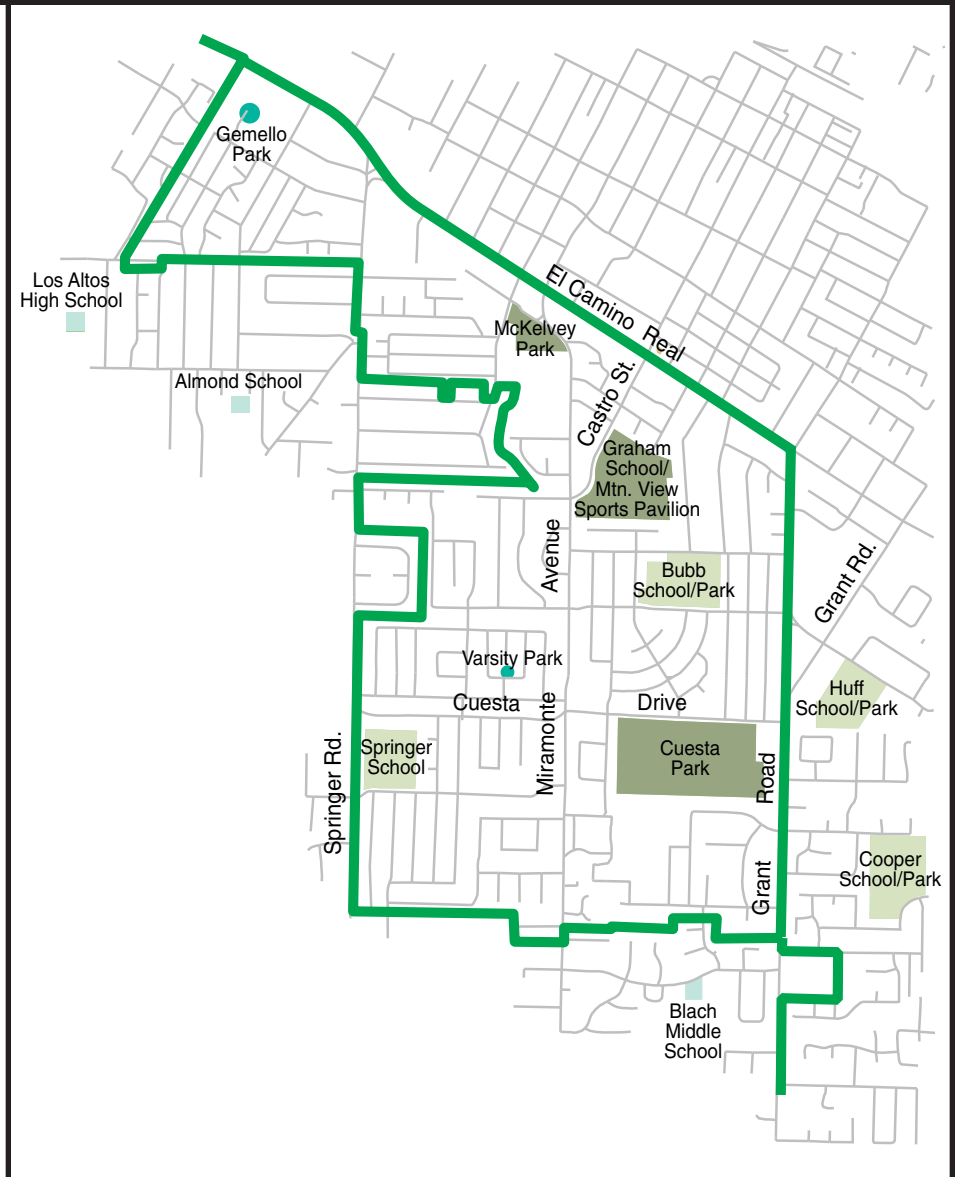 Gemello
Park
Los Altos
High School
El Camino Real
McKelvey
Park
Almond School
Castro St.
Graham
School/
Mtn. View
Sports Pavilion
Avenue
Bubb
School/Park
Grant Rd.
Varsity Park
Huff
School/Park
Cuesta
Drive
Miramonte
Springer Rd.
Springer
School
Cuesta
Park
Road
Cooper
School/Park
Grant
Blach
Middle
School